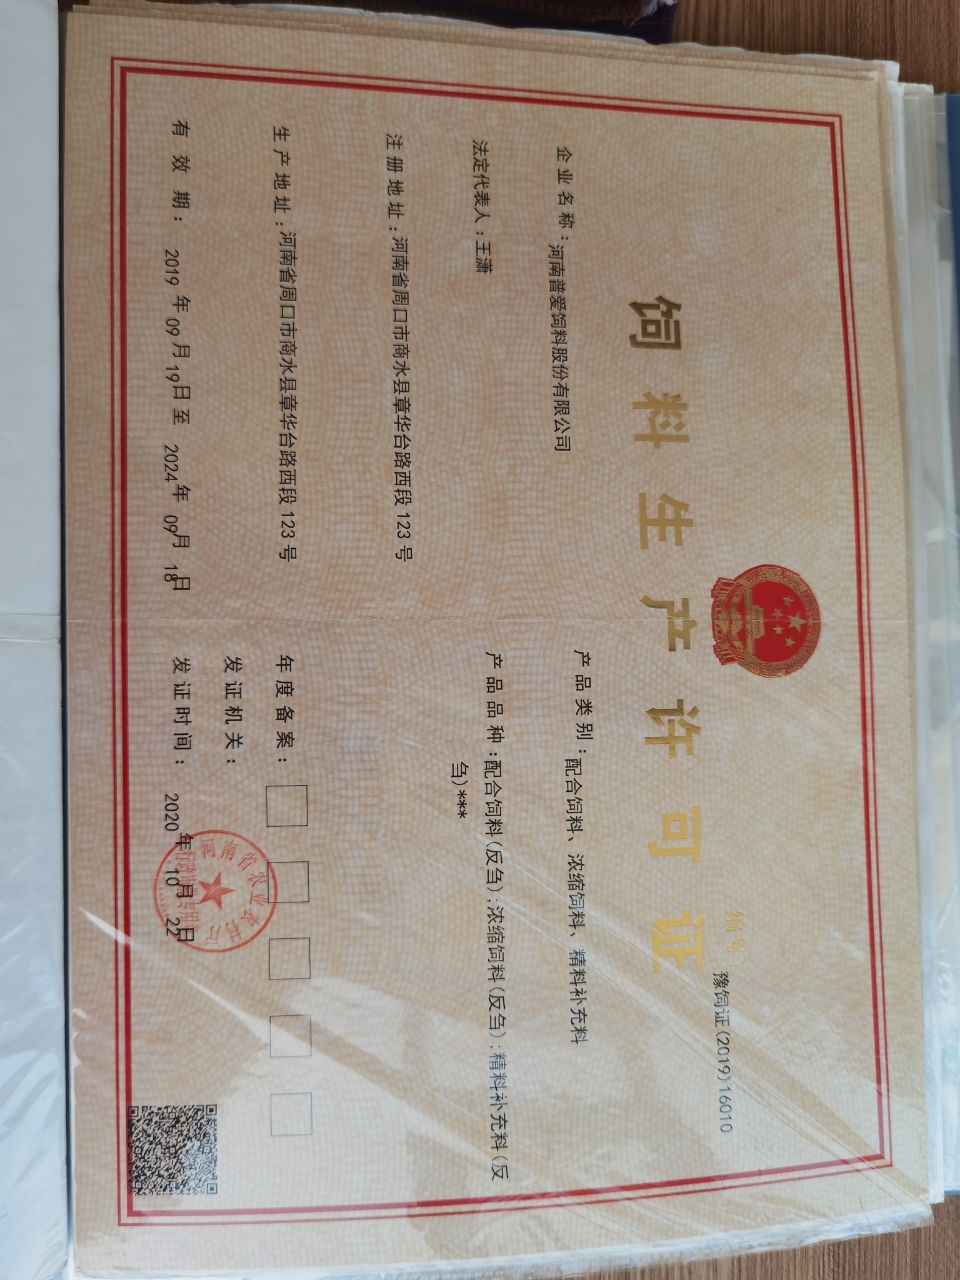 饲料生产许可证
编号 豫饲证(2019)16010
企业名称：河南普爱饲料股份有限公司
法定代表人：王潇
注册地址：河南省周口市商水县章华台路西段123号
生产地址：河南省周口市商水县章华台路西段123号
有效期：2019年09月19日至2024年09月18日
产品类别：配合饲料、浓缩饲料、精料补充料
产品品种：配合饲料(反刍);浓缩饲料(反刍);精料补充料(反
刍)***
年度备案：
发证机关：
发证时间：2020年10月22日
河南省农业农村厅